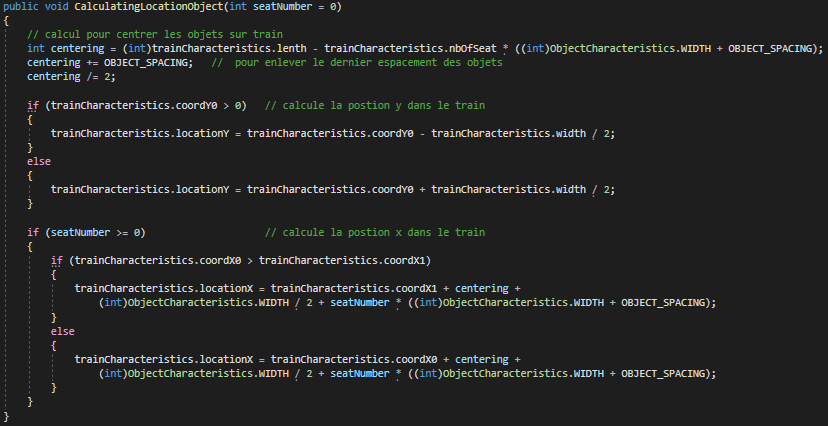 public void CalculatingLocationObject(int seatNumber = 0)
{
// calcul pour centrer les objets sur train
int centering = (int)trainCharacteristics.lenth - trainCharacteristics.nbOfSeat * ((int)ObjectCharacteristics.WIDTH + OBJECT_SPACING);
centering += OBJECT_SPACING;   //  pour enlever le dernier espacement des objets
centering /= 2;
if (trainCharacteristics.coordY0 > 0)   // calcule la postion y dans le train
{
trainCharacteristics.locationY = trainCharacteristics.coordY0 - trainCharacteristics.width / 2;
}
else
{
trainCharacteristics.locationY = trainCharacteristics.coordY0 + trainCharacteristics.width / 2;
}
if (seatNumber >= 0)                    // calcule la postion x dans le train
{
if (trainCharacteristics.coordX0 > trainCharacteristics.coordX1)
{
trainCharacteristics.locationX = trainCharacteristics.coordX1 + centering +
(int)ObjectCharacteristics.WIDTH / 2 + seatNumber * ((int)ObjectCharacteristics.WIDTH + OBJECT_SPACING);
}
else
{
trainCharacteristics.locationX = trainCharacteristics.coordX0 + centering +
(int)ObjectCharacteristics.WIDTH / 2 + seatNumber * ((int)ObjectCharacteristics.WIDTH + OBJECT_SPACING);
}
}
}